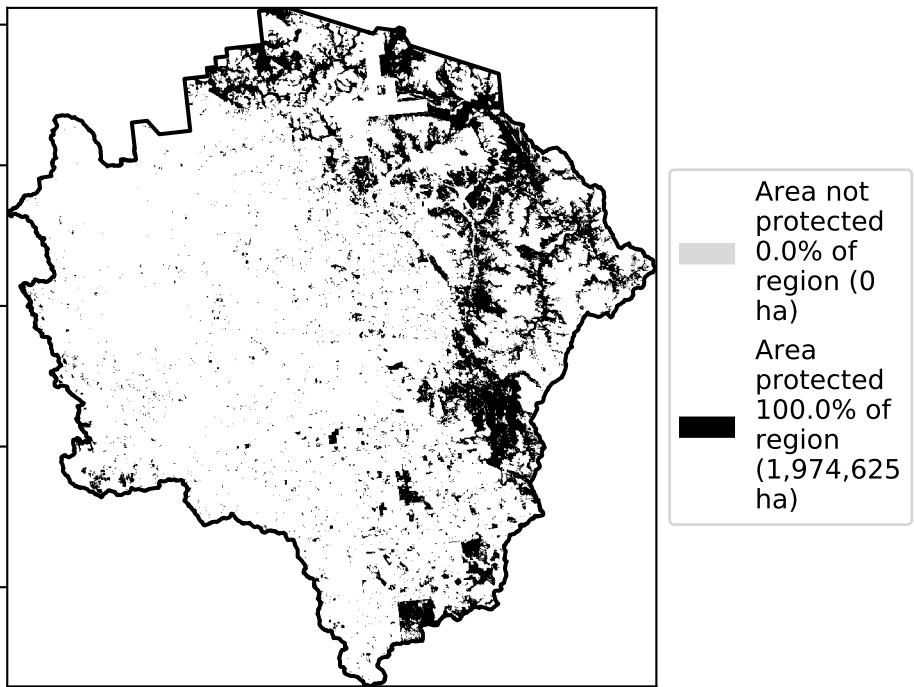 Area not
protected
0.0% of
region (0
ha)
Area
protected
100.0% of
region
(1,974,625
ha)